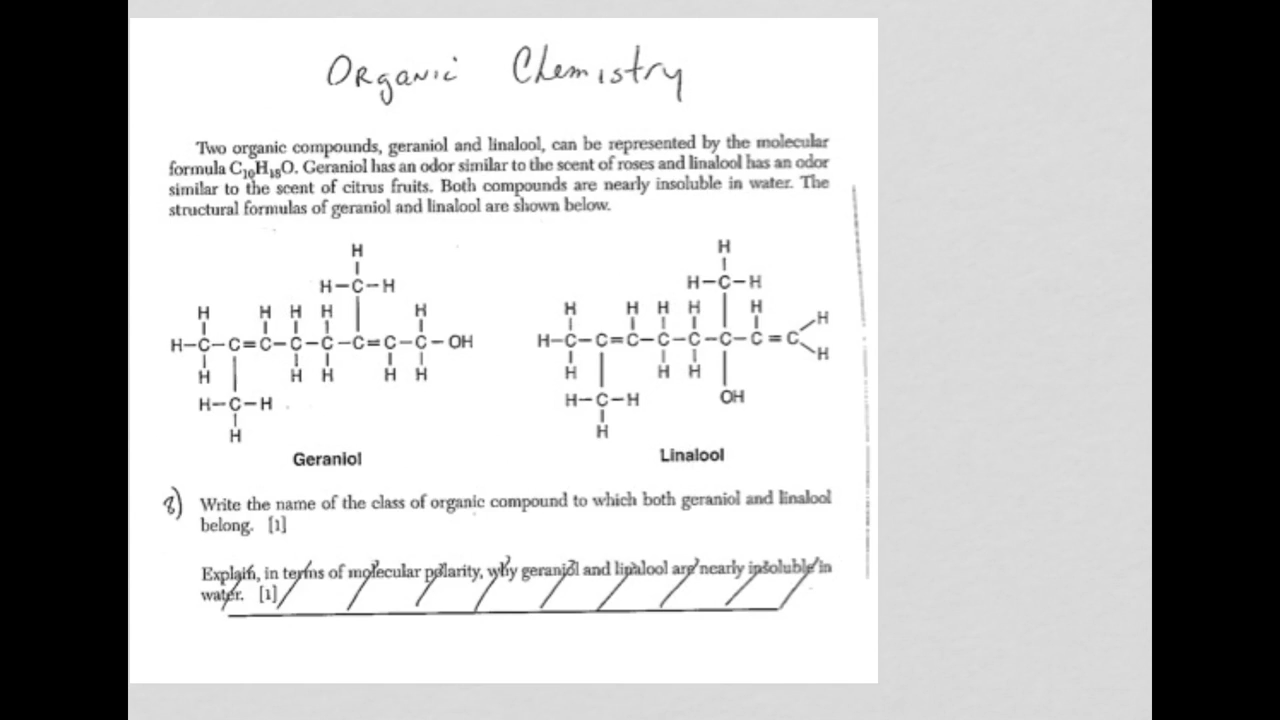 Organic Chemistry
Two organic compounds, geraniol and linalool, can be represented by the molecular
formula C₁₀H₁₈O. Geraniol has an odor similar to the scent of roses and linalool has an odor
similar to the scent of citrus fruits. Both compounds are nearly insoluble in water. The
structural formulas of geraniol and linalool are shown below.
H H
H-C-H H-C-H
H H H H H H H H H H H
H-C-C=C-C-C-C=C-C-OH H-C-C=C-C-C-C-C=C H
H H H H H H H H
H-C-H H-C-H OH
H H
Geraniol Linalool
8) Write the name of the class of organic compound to which both geraniol and linalool
belong. [1]
Explain, in terms of molecular polarity, why geraniol and linalool are nearly insoluble in
water. [1]